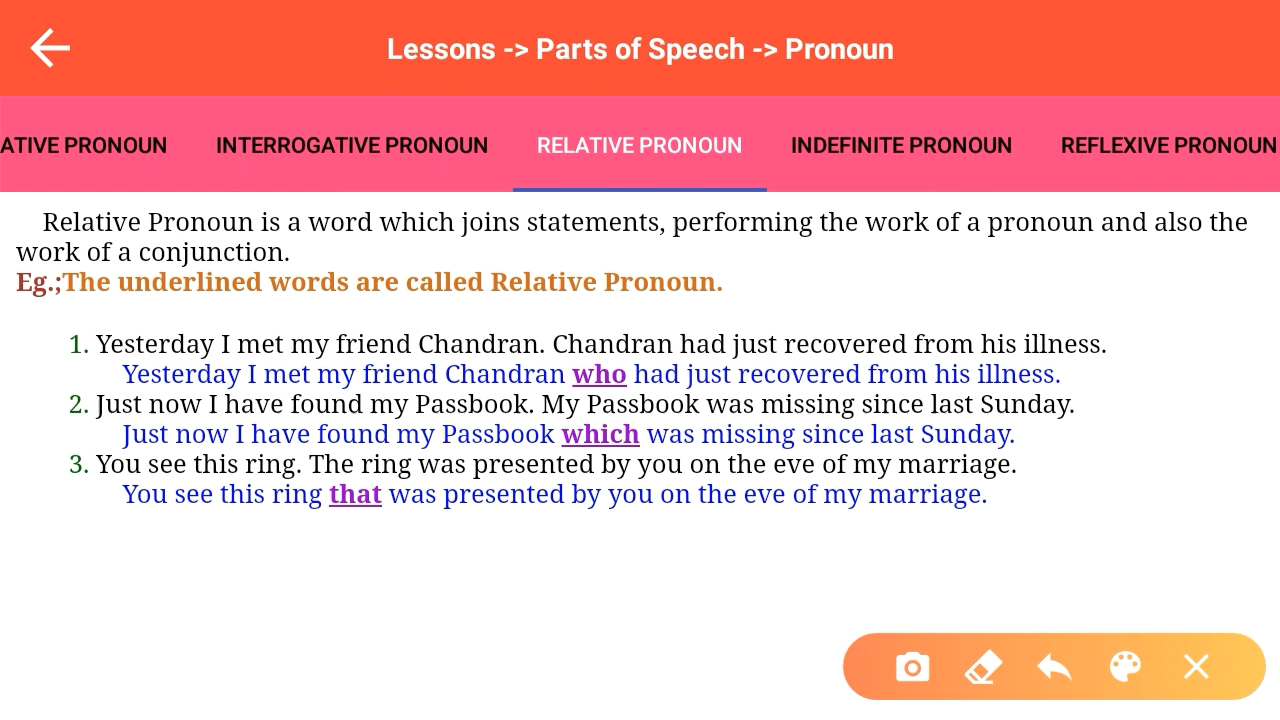 Lessons -> Parts of Speech -> Pronoun
ATIVE PRONOUN INTERROGATIVE PRONOUN RELATIVE PRONOUN INDEFINITE PRONOUN REFLEXIVE PRONOUN
Relative Pronoun is a word which joins statements, performing the work of a pronoun and also the
work of a conjunction.
Eg.;The underlined words are called Relative Pronoun.
1. Yesterday I met my friend Chandran. Chandran had just recovered from his illness.
Yesterday I met my friend Chandran who had just recovered from his illness.
2. Just now I have found my Passbook. My Passbook was missing since last Sunday.
Just now I have found my Passbook which was missing since last Sunday.
3. You see this ring. The ring was presented by you on the eve of my marriage.
You see this ring that was presented by you on the eve of my marriage.